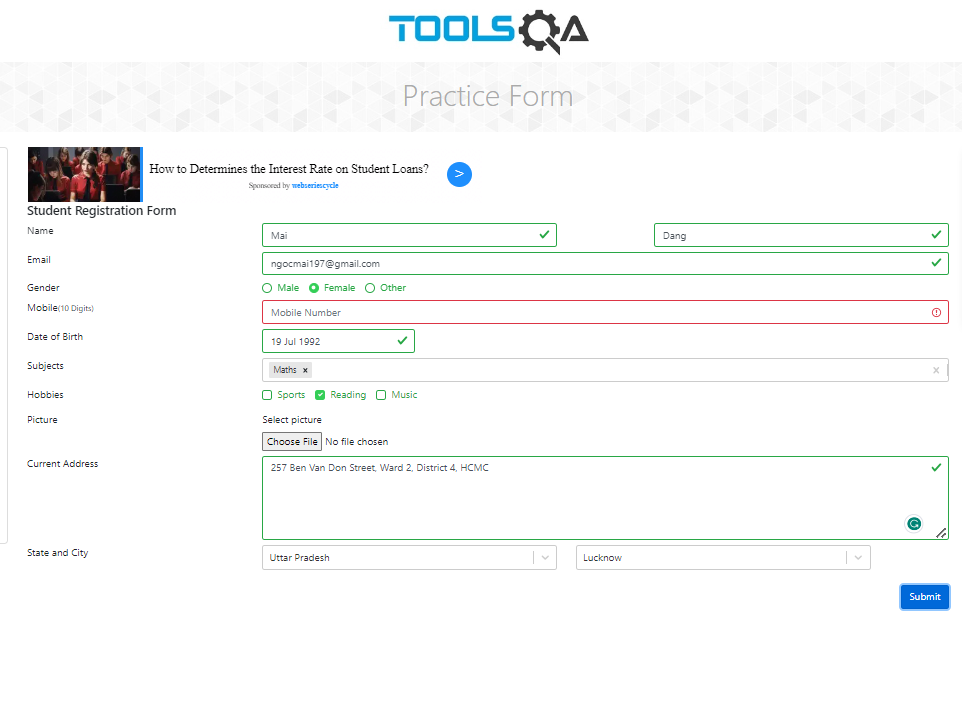 TOOLSQA
Practice Form
How to Determines the Interest Rate on Student Loans?
>
Sponsored by webseriescycle
Student Registration Form
Name
Mai
Dang
Email
ngocmai197@gmail.com
Gender
Male Female Other
Mobile(10 Digits)
Mobile Number
Date of Birth
19 Jul 1992
Subjects
Maths ×
×
Hobbies
Sports Reading Music
Picture
Select picture
Choose File No file chosen
Current Address
257 Ben Van Don Street, Ward 2, District 4, HCMC
State and City
Uttar Pradesh
Lucknow
Submit